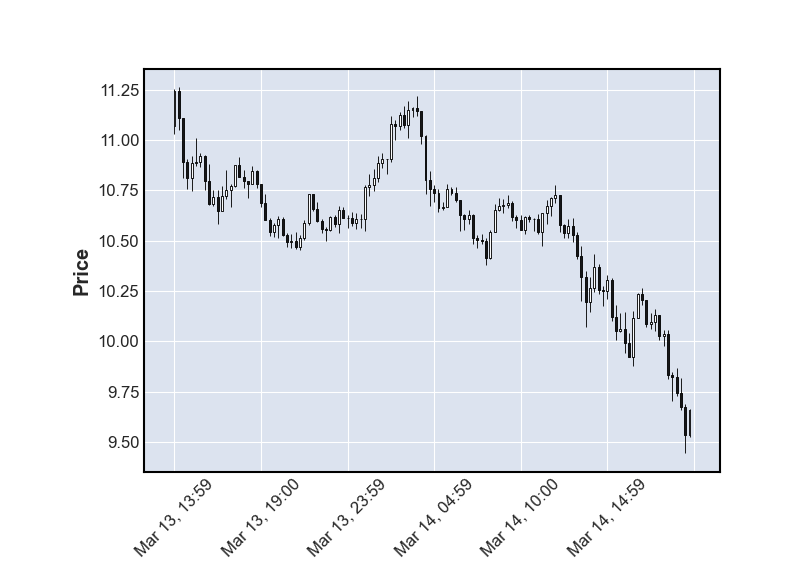 Price
11.25
11.00
10.75
10.50
10.25
10.00
9.75
9.50
Mar 13, 13:59
Mar 13, 19:00
Mar 13, 23:59
Mar 14, 04:59
Mar 14, 10:00
Mar 14, 14:59